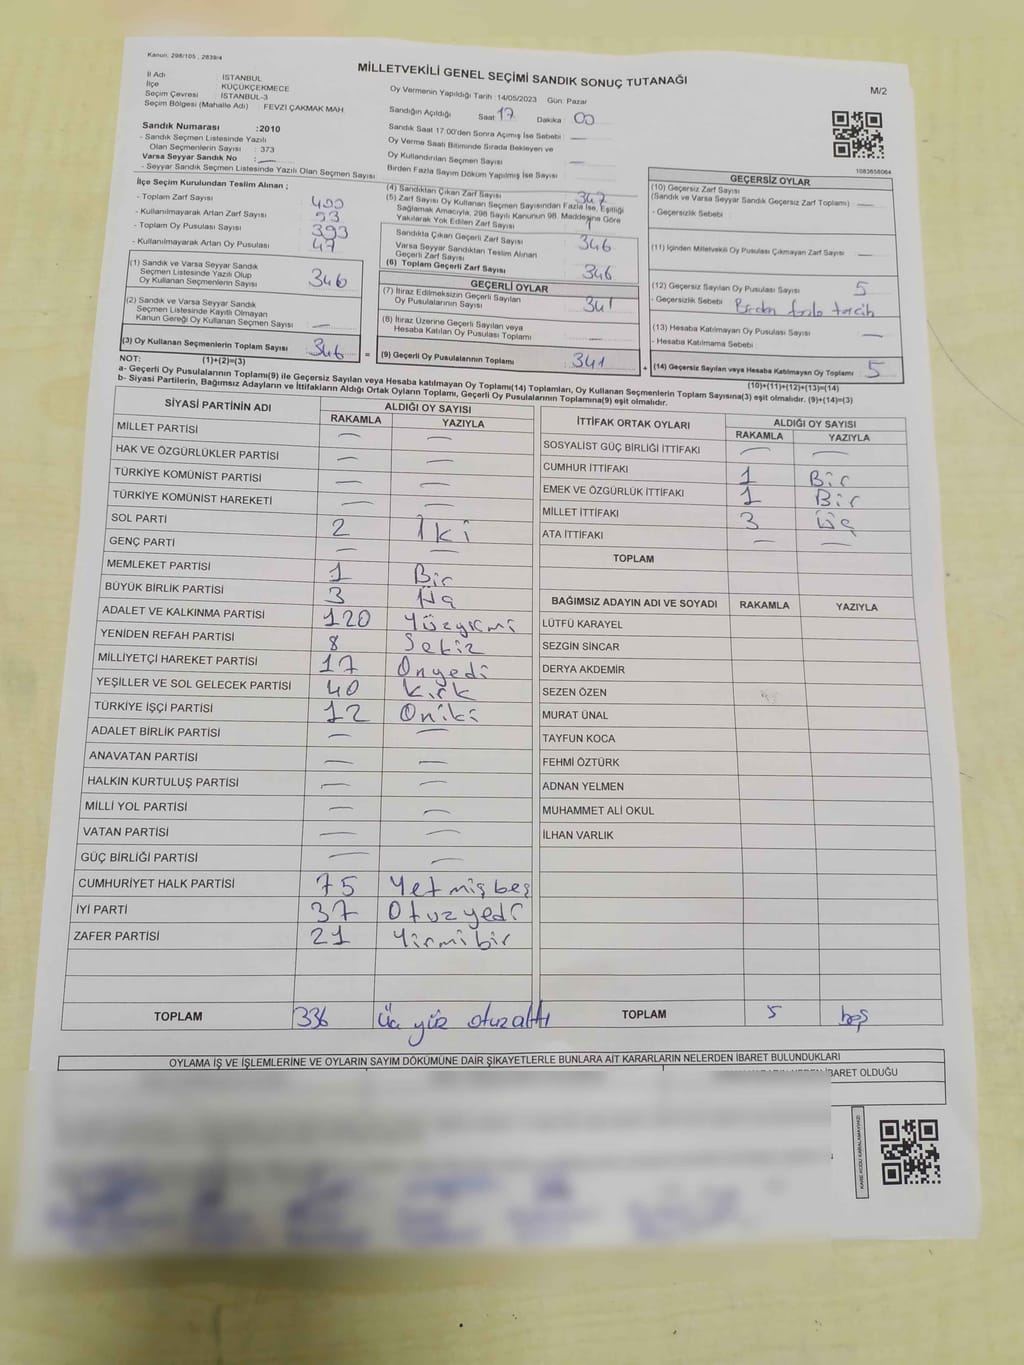 Kanun: 298/105 , 2839/4
MİLLETVEKİLİ GENEL SEÇİMİ SANDIK SONUÇ TUTANAĞI
M/2
İl Adı : İSTANBUL
İlçe : KÜÇÜKÇEKMECE
Seçim Çevresi : İSTANBUL-3
Seçim Bölgesi (Mahalle Adı) : FEVZİ ÇAKMAK MAH.
Sandık Numarası :2010
- Sandık Seçmen Listesinde Yazılı
Olan Seçmenlerin Sayısı : 373
Varsa Seyyar Sandık No : —
- Seyyar Sandık Seçmen Listesinde Yazılı Olan Seçmen Sayısı:
Oy Vermenin Yapıldığı Tarih :14/05/2023 Gün: Pazar
Sandığın Açıldığı Saat 17 Dakika 00
Sandık Saat 17:00'den Sonra Açımış İse Sebebi : —
Oy Verme Saati Bitiminde Sırada Bekleyen ve
Oy Kullandırılan Seçmen Sayısı —
Birden Fazla Sayım Döküm Yapılmış İse Sayısı —
1083658064
İlçe Seçim Kurulundan Teslim Alınan ;
- Toplam Zarf Sayısı 400
- Kullanılmayarak Artan Zarf Sayısı 53
- Toplam Oy Pusulası Sayısı 393
- Kullanılmayarak Artan Oy Pusulası 47
(1) Sandık ve Varsa Seyyar Sandık
Seçmen Listesinde Yazılı Olup
Oy Kullanan Seçmenlerin Sayısı 346
(2) Sandık ve Varsa Seyyar Sandık
Seçmen Listesinde Kayıtlı Olmayan
Kanun Gereği Oy Kullanan Seçmen Sayısı —
(3) Oy Kullanan Seçmenlerin Toplam Sayısı 346
(4) Sandıktan Çıkan Zarf Sayısı 347
(5) Zarf Sayısı Oy Kullanan Seçmen Sayısından Fazla İse, Eşitliği
Sağlamak Amacıyla, 298 Sayılı Kanunun 98. Maddesine Göre
Yakılarak Yok Edilen Zarf Sayısı 1
Sandıkta Çıkan Geçerli Zarf Sayısı 346
Varsa Seyyar Sandıktan Teslim Alınan
Geçerli Zarf Sayısı
(6) Toplam Geçerli Zarf Sayısı 346
GEÇERLİ OYLAR
(7) İtiraz Edilmeksizin Geçerli Sayılan
Oy Pusulalarının Sayısı 341
(8) İtiraz Üzerine Geçerli Sayılan veya
Hesaba Katılan Oy Pusulası Toplamı —
= (9) Geçerli Oy Pusulalarının Toplamı 341
GEÇERSİZ OYLAR
(10) Geçersiz Zarf Sayısı
(Sandık ve Varsa Seyyar Sandık Geçersiz Zarf Toplamı) —
- Geçersizlik Sebebi :
(11) İçinden Milletvekili Oy Pusulası Çıkmayan Zarf Sayısı —
(12) Geçersiz Sayılan Oy Pusulası Sayısı 5
- Geçersizlik Sebebi : Birden fazla tercih
(13) Hesaba Katılmayan Oy Pusulası Sayısı —
- Hesaba Katılmama Sebebi :
+ (14) Geçersiz Sayılan veya Hesaba Katılmayan Oy Toplamı 5
NOT: (1)+(2)=(3)
(10)+(11)+(12)+(13)=(14)
a- Geçerli Oy Pusulalarının Toplamı(9) ile Geçersiz Sayılan veya Hesaba katılmayan Oy Toplamı(14) Toplamları, Oy Kullanan Seçmenlerin Toplam Sayısına(3) eşit olmalıdır. (9)+(14)=(3)
b- Siyasi Partilerin, Bağımsız Adayların ve İttifakların Aldığı Ortak Oyların Toplamı, Geçerli Oy Pusulalarının Toplamına(9) eşit olmalıdır.
SİYASİ PARTİNİN ADI ALDIĞI OY SAYISI
RAKAMLA YAZIYLA
MİLLET PARTİSİ — —
HAK VE ÖZGÜRLÜKLER PARTİSİ — —
TÜRKİYE KOMÜNİST PARTİSİ — —
TÜRKİYE KOMÜNİST HAREKETİ — —
SOL PARTİ 2 İki
GENÇ PARTİ — —
MEMLEKET PARTİSİ 1 Bir
BÜYÜK BİRLİK PARTİSİ 3 Üç
ADALET VE KALKINMA PARTİSİ 120 Yüzyirmi
YENİDEN REFAH PARTİSİ 8 Sekiz
MİLLİYETÇİ HAREKET PARTİSİ 17 Onyedi
YEŞİLLER VE SOL GELECEK PARTİSİ 40 Kırk
TÜRKİYE İŞÇİ PARTİSİ 12 Oniki
ADALET BİRLİK PARTİSİ — —
ANAVATAN PARTİSİ — —
HALKIN KURTULUŞ PARTİSİ — —
MİLLİ YOL PARTİSİ — —
VATAN PARTİSİ — —
GÜÇ BİRLİĞİ PARTİSİ — —
CUMHURİYET HALK PARTİSİ 75 Yetmişbeş
İYİ PARTİ 37 Otuzyedi
ZAFER PARTİSİ 21 Yirmibir
TOPLAM 336 Üç yüz otuzaltı
İTTİFAK ORTAK OYLARI ALDIĞI OY SAYISI
RAKAMLA YAZIYLA
SOSYALİST GÜÇ BİRLİĞİ İTTİFAKI — —
CUMHUR İTTİFAKI 1 Bir
EMEK VE ÖZGÜRLÜK İTTİFAKI 1 Bir
MİLLET İTTİFAKI 3 Üç
ATA İTTİFAKI — —
TOPLAM
BAĞIMSIZ ADAYIN ADI VE SOYADI RAKAMLA YAZIYLA
LÜTFÜ KARAYEL
SEZGİN SİNCAR
DERYA AKDEMİR
SEZEN ÖZEN
MURAT ÜNAL
TAYFUN KOCA
FEHMİ ÖZTÜRK
ADNAN YELMEN
MUHAMMET ALİ OKUL
İLHAN VARLIK
TOPLAM 5 beş
OYLAMA İŞ VE İŞLEMLERİNE VE OYLARIN SAYIM DÖKÜMÜNE DAİR ŞİKAYETLERLE BUNLARA AİT KARARLARIN NELERDEN İBARET BULUNDUKLARI
İBARET OLDUĞU
KARE KODU KARALAMAYINIZ!